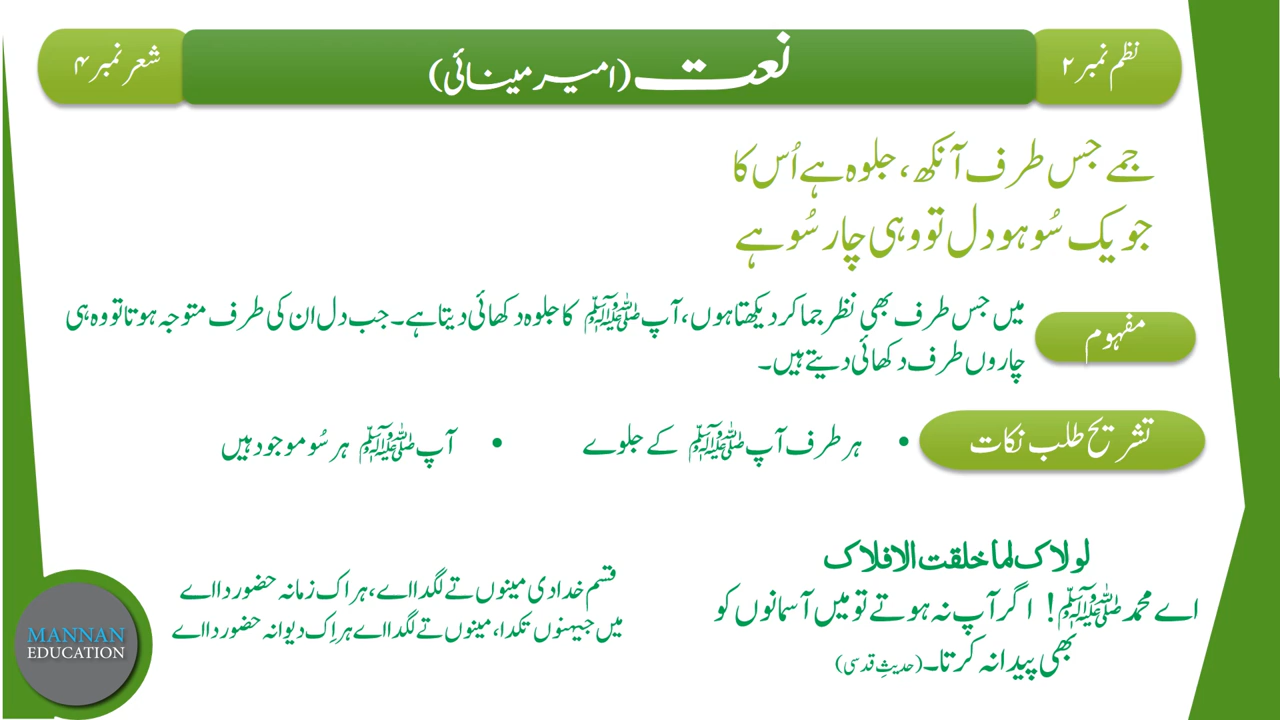 نظم نمبر ۲
نعت (امیر مینائی)
شعر نمبر ۴
جمے جس طرف آنکھ، جلوہ ہے اُس کا
جو یک سُو ہو دل تو وہی چار سُو ہے
مفہوم
میں جس طرف بھی نظر جما کر دیکھتا ہوں، آپ ﷺ کا جلوہ دکھائی دیتا ہے۔ جب دل ان کی طرف متوجہ ہوتا تو وہ ہی
چاروں طرف دکھائی دیتے ہیں۔
تشریح طلب نکات
• ہر طرف آپ ﷺ کے جلوے
• آپ ﷺ ہر سُو موجود ہیں
لولاک لما خلقت الافلاک
اے محمد ﷺ! اگر آپ نہ ہوتے تو میں آسمانوں کو
بھی پیدا نہ کرتا۔ (حدیثِ قدسی)
قسم خدا دی مینوں تے لگدا اے، ہر اک زمانہ حضور دا اے
میں جیہنوں تکدا، مینوں تے لگدا اے ہر اِک دیوانہ حضور دا اے
MANNAN
EDUCATION